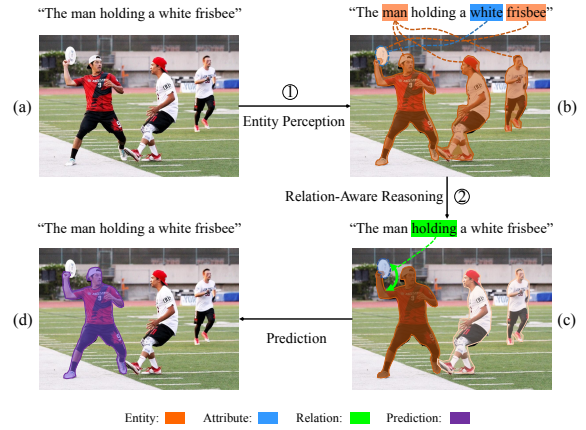 “The man holding a white frisbee”
“The man holding a white frisbee”
(a)
①
Entity Perception
(b)
Relation-Aware Reasoning
②
“The man holding a white frisbee”
“The man holding a white frisbee”
(d)
Prediction
(c)
Entity:
Attribute:
Relation:
Prediction: